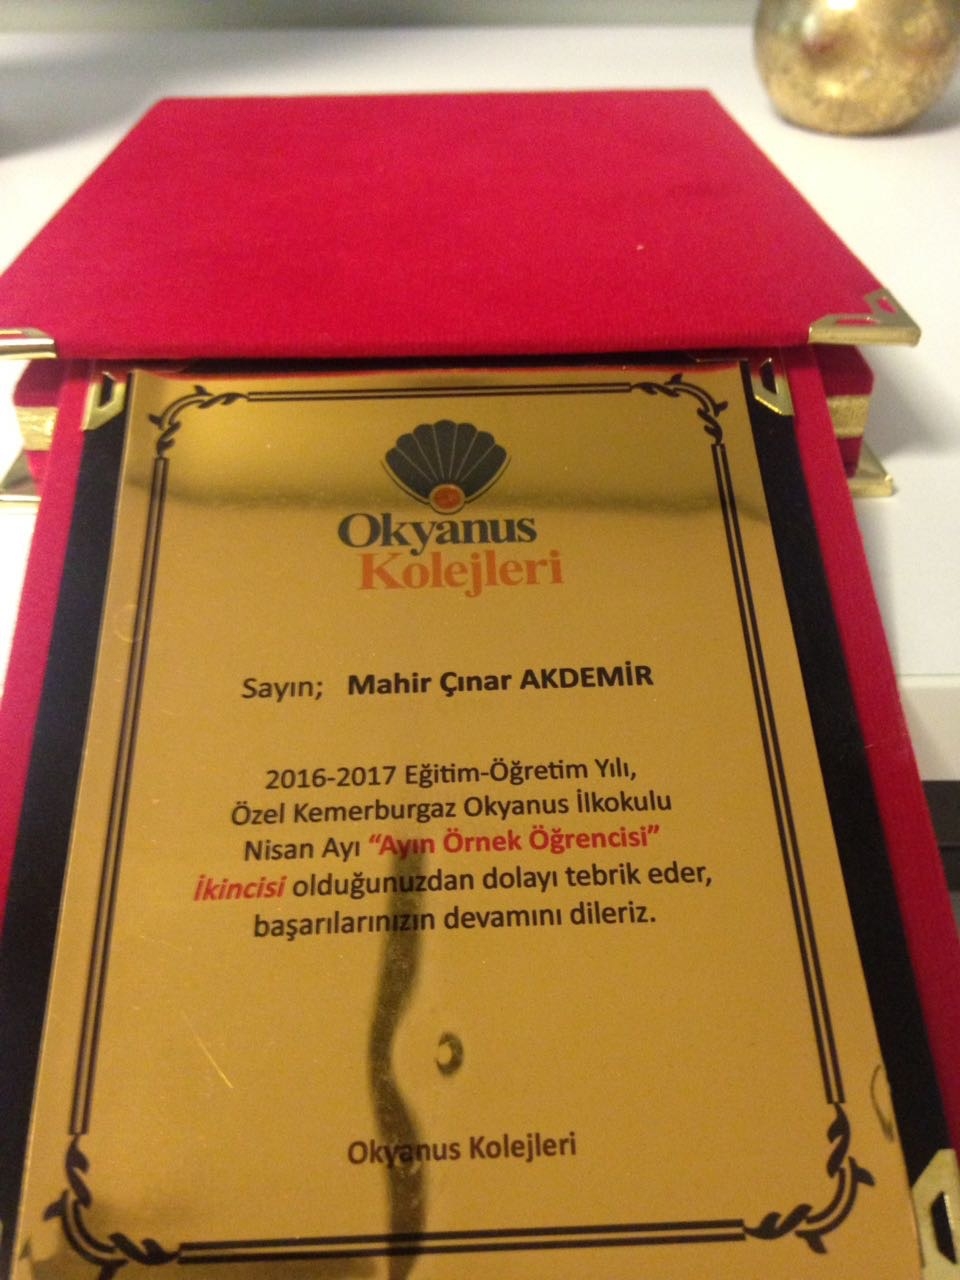 Okyanus
Kolejleri
Sayın; Mahir Çınar AKDEMİR
2016-2017 Eğitim-Öğretim Yılı,
Özel Kemerburgaz Okyanus İlkokulu
Nisan Ayı “Ayın Örnek Öğrencisi”
İkincisi olduğunuzdan dolayı tebrik eder,
başarılarınızın devamını dileriz.
Okyanus Kolejleri